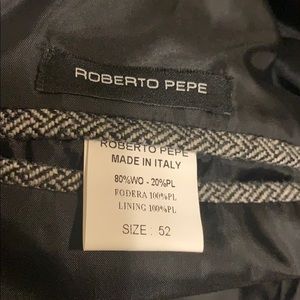 ROBERTO PEPE
ROBERTO PEPE
MADE IN ITALY
80%WO - 20%PL
FODERA 100%PL
LINING 100%PL
SIZE : 52